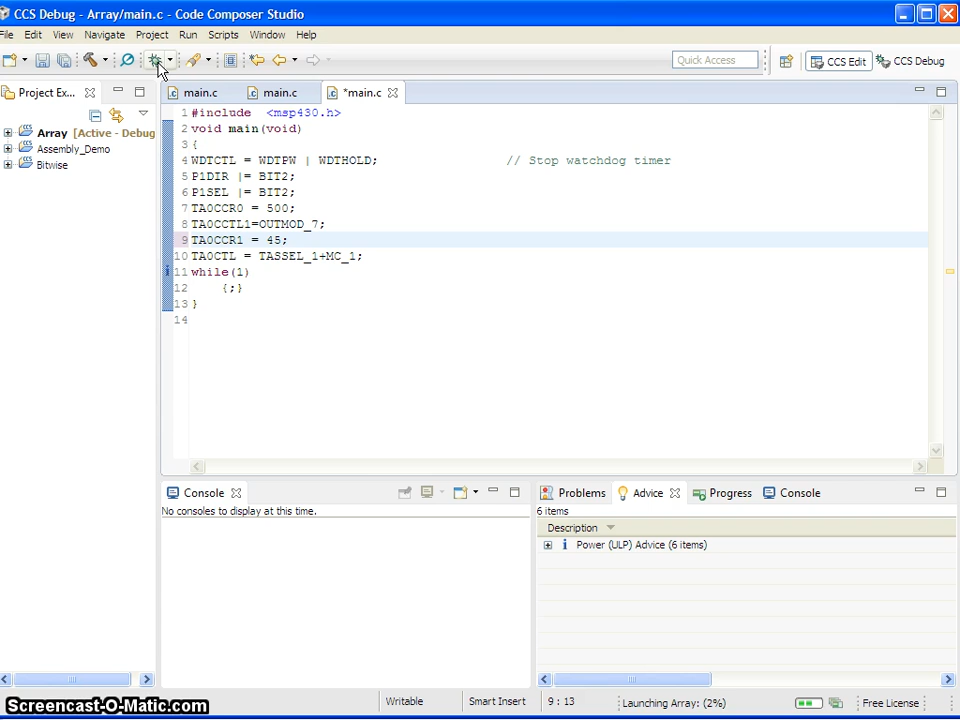 CCS Debug - Array/main.c - Code Composer Studio
File Edit View Navigate Project Run Scripts Window Help
Quick Access CCS Edit CCS Debug
Project Ex... main.c main.c *main.c
Array [Active - Debug
Assembly_Demo
Bitwise
1 #include <msp430.h>
2 void main(void)
3 {
4 WDTCTL = WDTPW | WDTHOLD; // Stop watchdog timer
5 P1DIR |= BIT2;
6 P1SEL |= BIT2;
7 TA0CCR0 = 500;
8 TA0CCTL1=OUTMOD_7;
9 TA0CCR1 = 45;
10 TA0CTL = TASSEL_1+MC_1;
11 while(1)
12 {;}
13 }
14
Console
No consoles to display at this time.
Problems Advice Progress Console
6 items
Description
Power (ULP) Advice (6 items)
Writable Smart Insert 9 : 13 Launching Array: (2%) Free License
Screencast-O-Matic.com